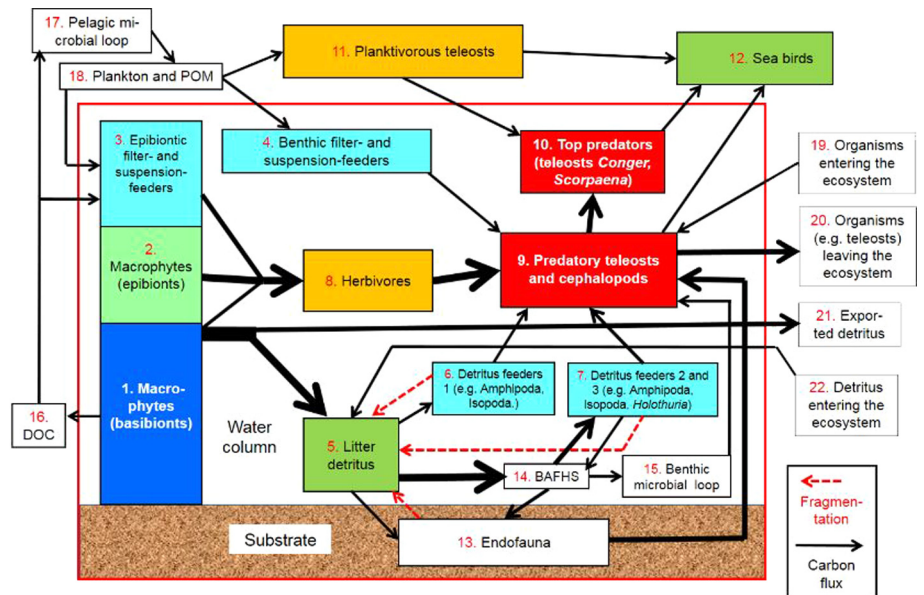 17. Pelagic mi-
crobial loop
18. Plankton and POM
11. Planktivorous teleosts
12. Sea birds
3. Epibiontic
filter- and
suspension-
feeders
4. Benthic filter- and
suspension-feeders
10. Top predators
(teleosts Conger,
Scorpaena)
19. Organisms
entering the
ecosystem
2.
Macrophytes
(epibionts)
8. Herbivores
9. Predatory teleosts
and cephalopods
20. Organisms
(e.g. teleosts)
leaving the
ecosystem
21. Expor-
ted detritus
1. Macro-
phytes
(basibionts)
6. Detritus feeders
1 (e.g. Amphipoda,
Isopoda.)
7. Detritus feeders 2 and
3 (e.g. Amphipoda,
Isopoda, Holothuria)
22. Detritus
entering the
ecosystem
16.
DOC
Water
column
5. Litter
detritus
14. BAFHS
15. Benthic
microbial loop
Substrate
13. Endofauna
Fragmen-
tation
Carbon
flux